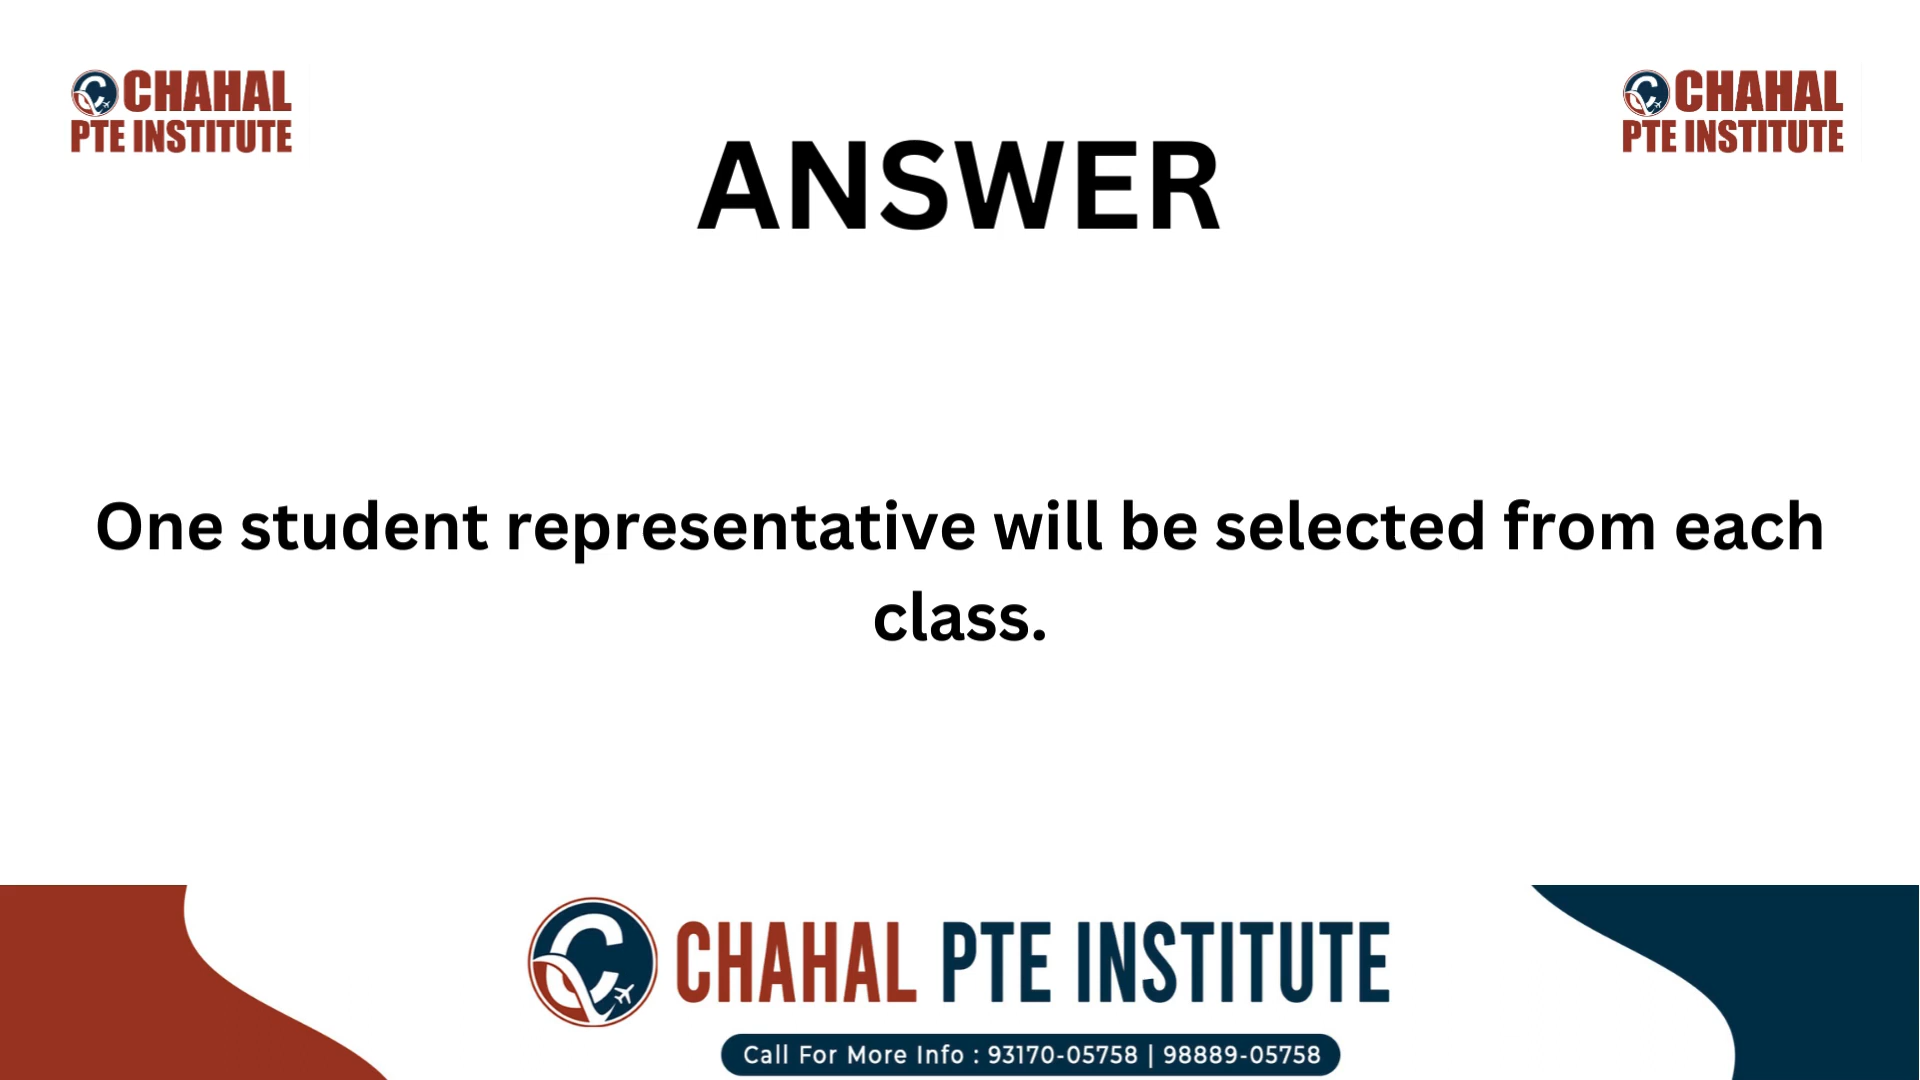 CHAHAL
PTE INSTITUTE
CHAHAL
PTE INSTITUTE
ANSWER
One student representative will be selected from each
class.
CHAHAL PTE INSTITUTE
Call For More Info : 93170-05758 | 98889-05758